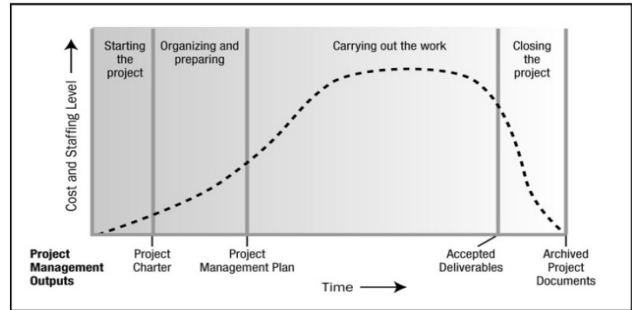 Starting
the
project
Organizing and
preparing
Carrying out the work
Closing
the
project
Cost and Staffing Level
Project
Management
Outputs
Project
Charter
Project
Management Plan
Accepted
Deliverables
Archived
Project
Documents
Time